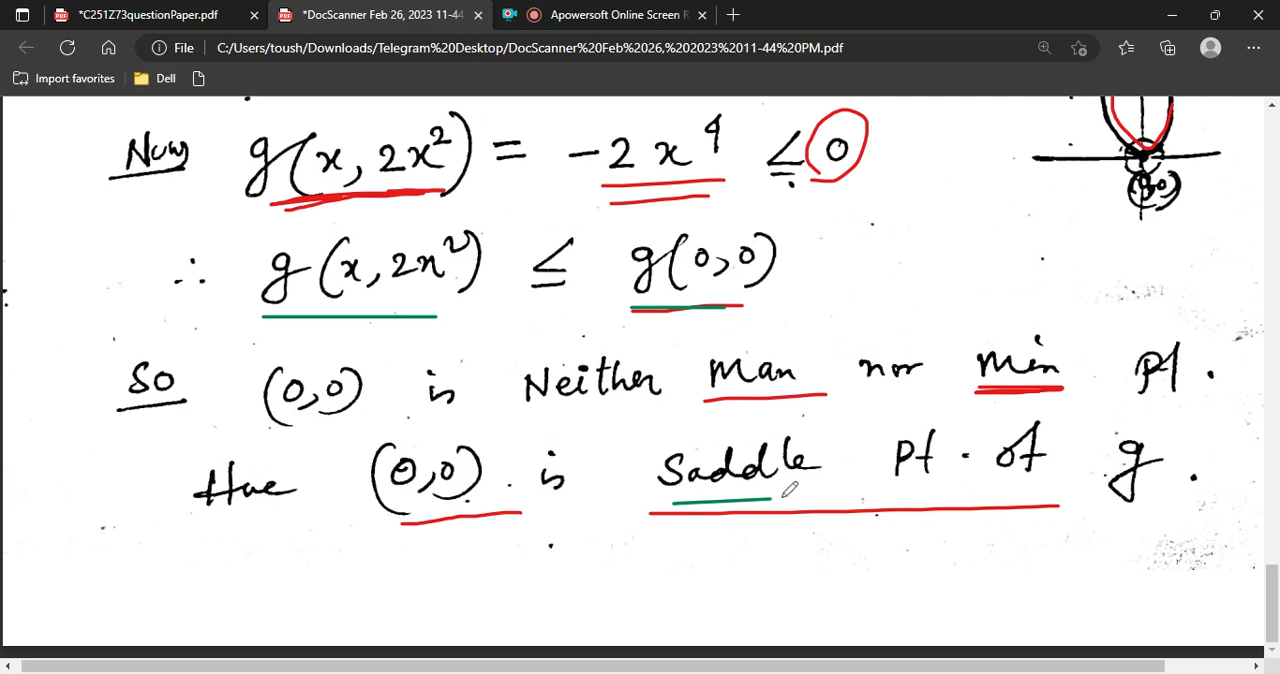 *C251Z73questionPaper.pdf
*DocScanner Feb 26, 2023 11-44
Apowersoft Online Screen R
File
C:/Users/toush/Downloads/Telegram%20Desktop/DocScanner%20Feb%2026,%202023%2011-44%20PM.pdf
Import favorites
Dell
Now g(x, 2x²) = -2x⁴ ≤ 0
(0,0)
∴ g(x, 2x²) ≤ g(0,0)
So (0,0) is Neither Max nor Min pt.
(0,0) is Saddle pt. of g.